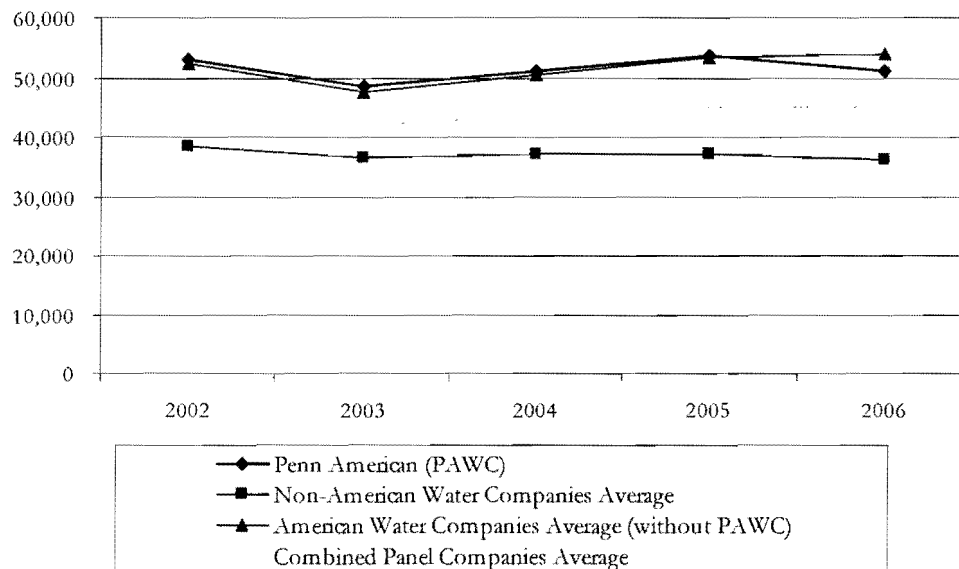 60,000
50,000
40,000
30,000
20,000
10,000
0
2002 2003 2004 2005 2006
Penn American (PAWC)
Non-American Water Companies Average
American Water Companies Average (without PAWC)
Combined Panel Companies Average